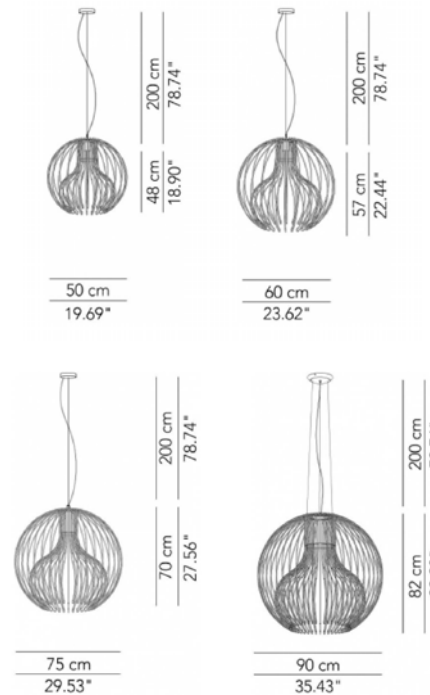 200 cm
78.74"
48 cm
18.90"
50 cm
19.69"
200 cm
78.74"
57 cm
22.44"
60 cm
23.62"
200 cm
78.74"
70 cm
27.56"
75 cm
29.53"
200 cm
82 cm
90 cm
35.43"